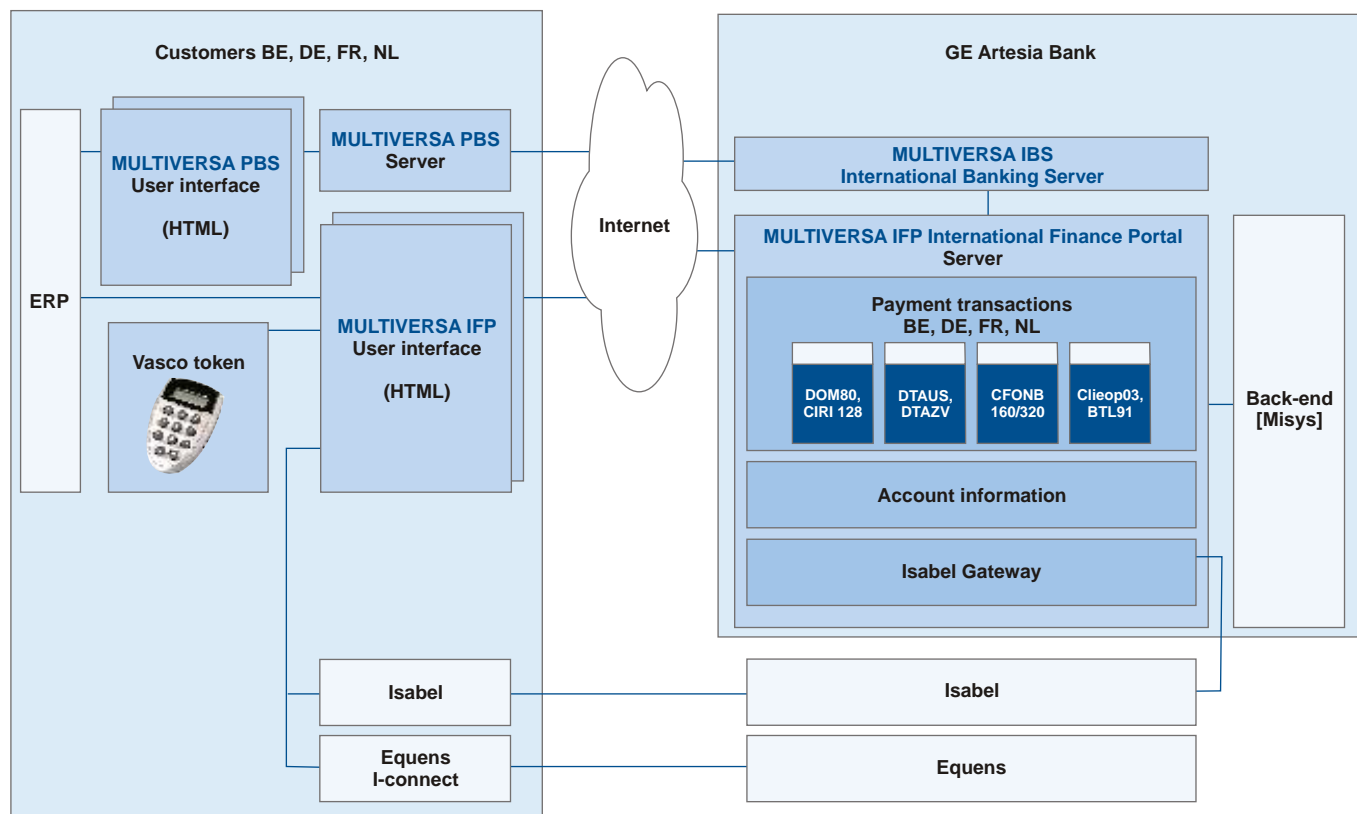 Customers BE, DE, FR, NL
ERP
MULTIVERSA PBS
User interface
(HTML)
MULTIVERSA PBS
Server
Vasco token
MULTIVERSA IFP
User interface
(HTML)
Isabel
Equens
I-connect
Internet
GE Artesia Bank
MULTIVERSA IBS
International Banking Server
MULTIVERSA IFP International Finance Portal
Server
Payment transactions
BE, DE, FR, NL
DOM80,
CIRI 128
DTAUS,
DTAZV
CFONB
160/320
Clieop03,
BTL91
Account information
Isabel Gateway
Back-end
[Misys]
Isabel
Equens